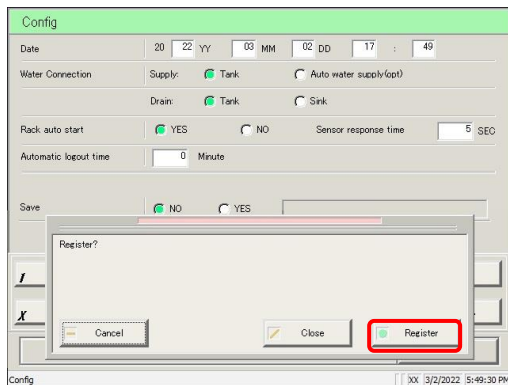 Config
Date 20 22 YY 03 MM 02 DD 17 : 49
Water Connection Supply: Tank Auto water supply(opt)
Drain: Tank Sink
Rack auto start YES NO Sensor response time 5 SEC
Automatic logout time 0 Minute
Save NO YES
Register?
1
X
Cancel Close Register
Config XX 3/2/2022 5:49:30 PM